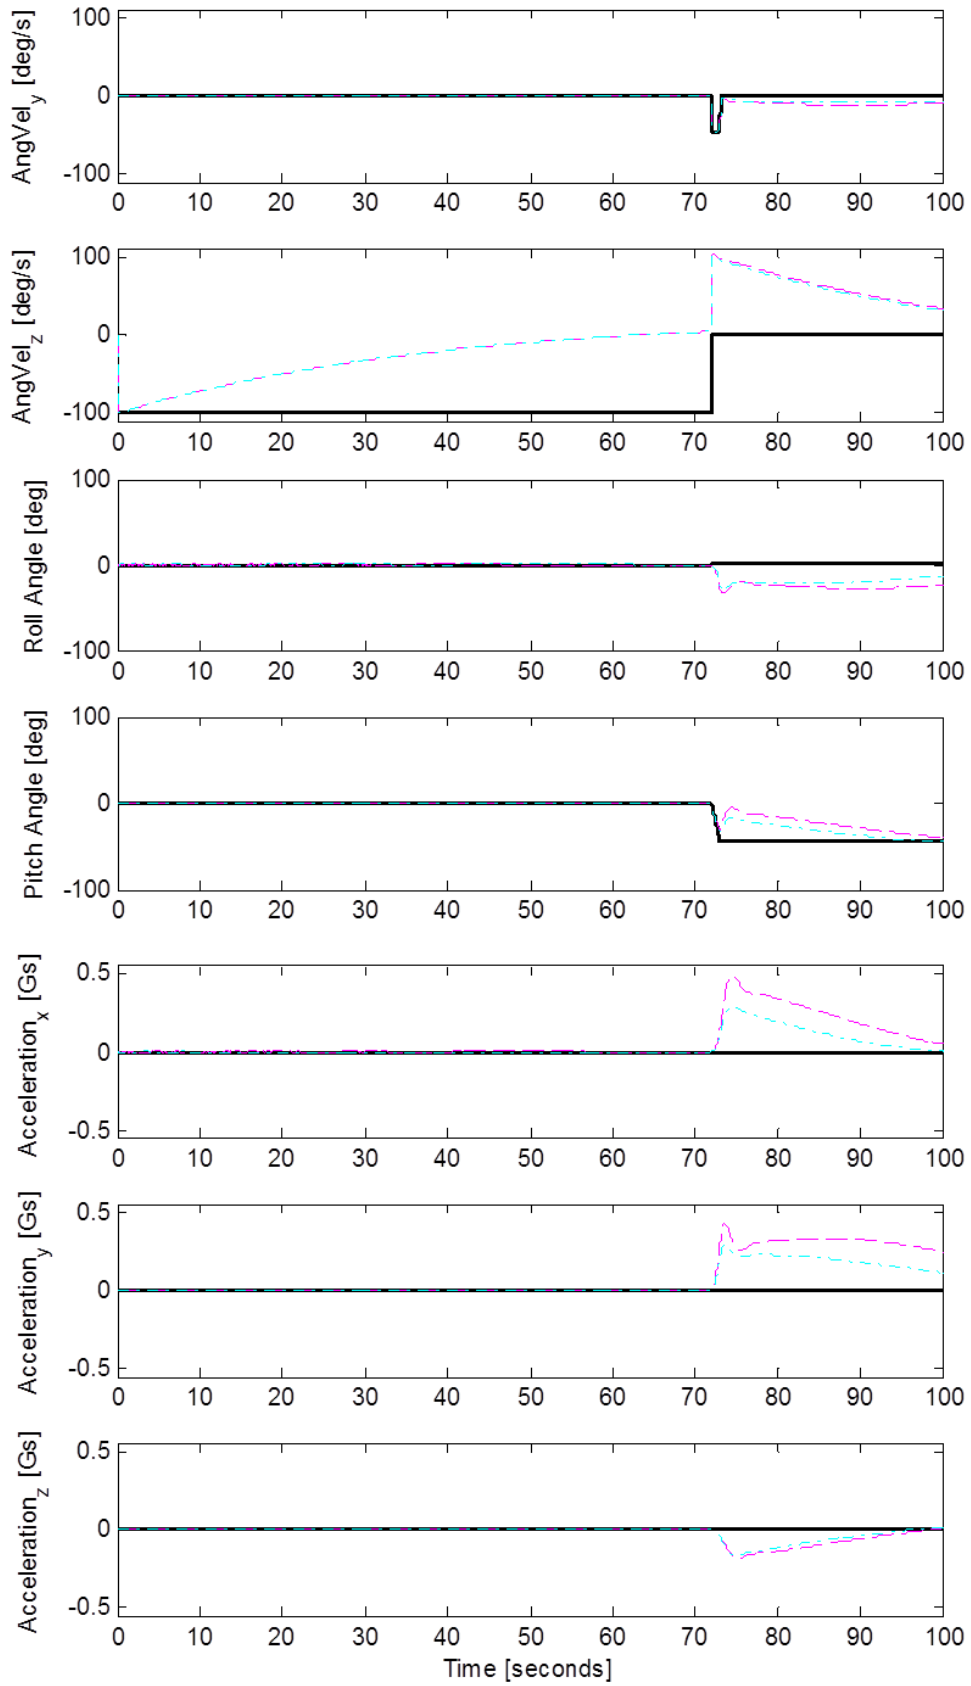 AngVel_y [deg/s]
100
0
-100
0 10 20 30 40 50 60 70 80 90 100
AngVel_z [deg/s]
100
0
-100
0 10 20 30 40 50 60 70 80 90 100
Roll Angle [deg]
100
0
-100
0 10 20 30 40 50 60 70 80 90 100
Pitch Angle [deg]
100
0
-100
0 10 20 30 40 50 60 70 80 90 100
Acceleration_x [Gs]
0.5
0
-0.5
0 10 20 30 40 50 60 70 80 90 100
Acceleration_y [Gs]
0.5
0
-0.5
0 10 20 30 40 50 60 70 80 90 100
Acceleration_z [Gs]
0.5
0
-0.5
0 10 20 30 40 50 60 70 80 90 100
Time [seconds]